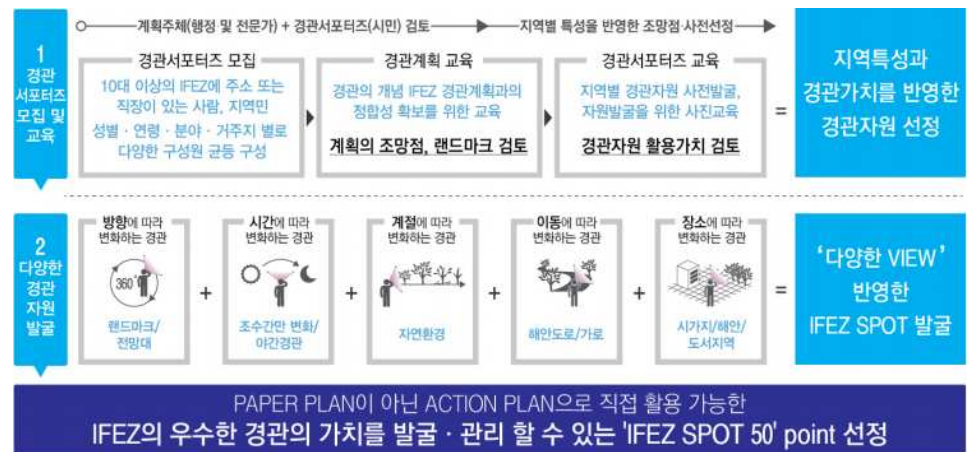 계획주체(행정 및 전문가) + 경관서포터즈(시민) 검토
지역별 특성을 반영한 조망점·사전선정
1
경관
서포터즈
모집 및
교육
경관서포터즈 모집
10대 이상의 IFEZ에 주소 또는
직장이 있는 사람, 지역민
성별 · 연령 · 분야 · 거주지 별로
다양한 구성원 균등 구성
경관계획 교육
경관의 개념 IFEZ 경관계획과의
정합성 확보를 위한 교육
계획의 조망점, 랜드마크 검토
경관서포터즈 교육
지역별 경관자원 사전발굴,
자원발굴을 위한 사진교육
경관자원 활용가치 검토
=
지역특성과
경관가치를 반영한
경관자원 선정
2
다양한
경관
자원
발굴
방향에 따라
변화하는 경관
360°
랜드마크/
전망대
+
시간에 따라
변화하는 경관
조수간만 변화/
야간경관
+
계절에 따라
변화하는 경관
자연환경
+
이동에 따라
변화하는 경관
해안도로/가로
+
장소에 따라
변화하는 경관
시가지/해안/
도서지역
=
‘다양한 VIEW’
반영한
IFEZ SPOT 발굴
PAPER PLAN이 아닌 ACTION PLAN으로 직접 활용 가능한
IFEZ의 우수한 경관의 가치를 발굴 · 관리 할 수 있는 'IFEZ SPOT 50' point 선정